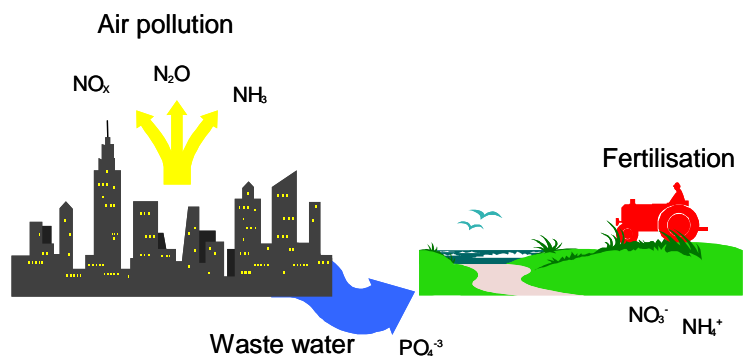 Air pollution
N₂O
NOₓ
NH₃
Fertilisation
NO₃⁻
NH₄⁺
Waste water
PO₄⁻³